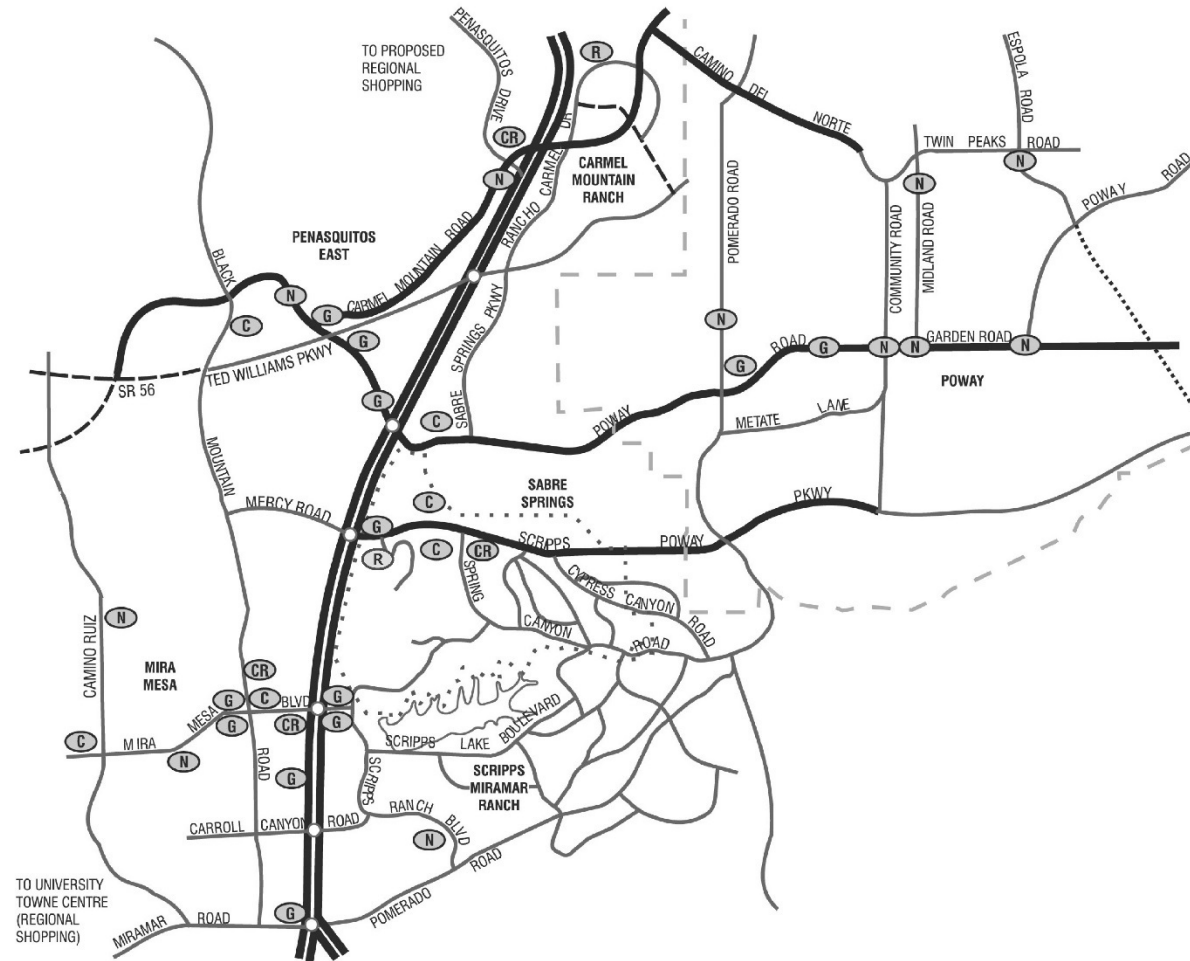 PENASQUITOS DRIVE
TO PROPOSED
REGIONAL
SHOPPING
R
CAMINO DEL NORTE
ESPOLA ROAD
CR
TWIN PEAKS ROAD
N
N
N
CARMEL
MOUNTAIN
RANCH
RANCHO CARMEL DR
POMERADO ROAD
COMMUNITY ROAD
MIDLAND ROAD
POWAY ROAD
PENASQUITOS
EAST
BLACK MOUNTAIN ROAD
N
G
CARMEL MOUNTAIN ROAD
C
G
N
G
N
N
GARDEN ROAD
N
G
POWAY
TED WILLIAMS PKWY
SR 56
G
C
SABRE SPRINGS PKWY
POWAY ROAD
METATE LANE
SABRE
SPRINGS
MERCY ROAD
C
G
R
C
CR
SCRIPPS POWAY PKWY
SPRING CANYON ROAD
CYPRESS CANYON ROAD
CAMINO RUIZ
N
MIRA
MESA
CR
G
C
G
G
CR
G
MIRA MESA BLVD
C
N
G
SCRIPPS LAKE BOULEVARD
SCRIPPS
MIRAMAR
RANCH
SCRIPPS RANCH BLVD
CARROLL CANYON ROAD
N
TO UNIVERSITY
TOWNE CENTRE
(REGIONAL
SHOPPING)
G
MIRAMAR ROAD
POMERADO ROAD